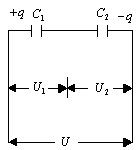 +q C₁ C₂ −q
U₁ U₂
U